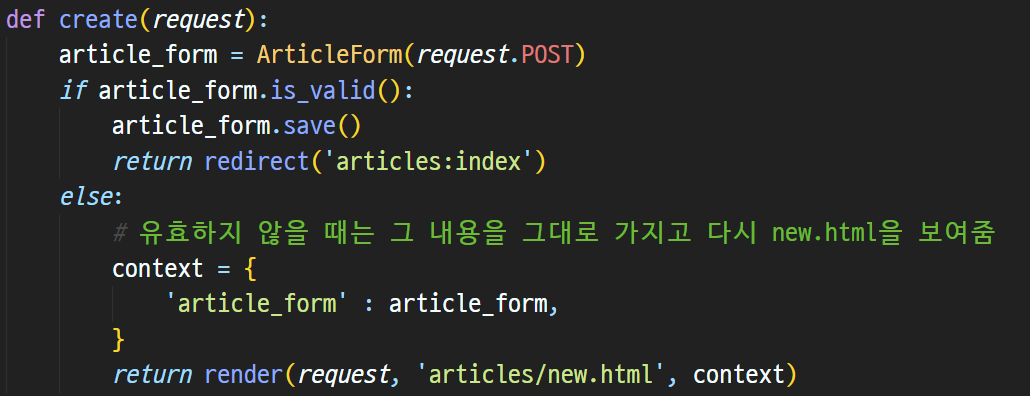 def create(request):
    article_form = ArticleForm(request.POST)
    if article_form.is_valid():
        article_form.save()
        return redirect('articles:index')
    else:
        # 유효하지 않을 때는 그 내용을 그대로 가지고 다시 new.html을 보여줌
        context = {
            'article_form' : article_form,
        }
        return render(request, 'articles/new.html', context)